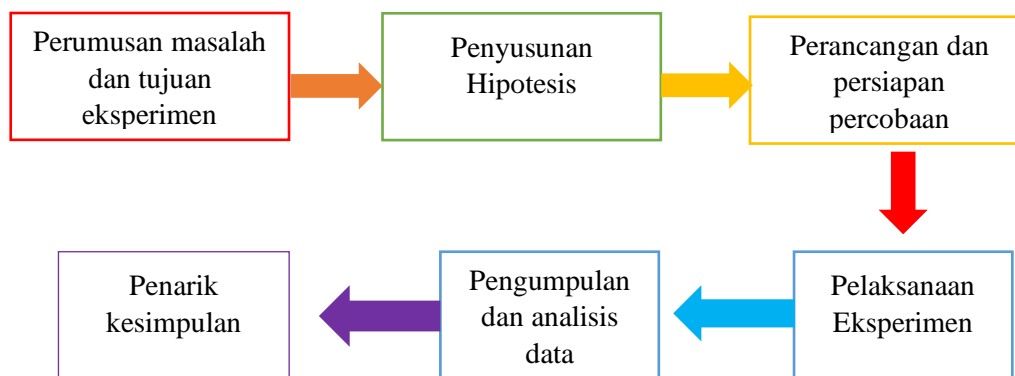 Perumusan masalah
dan tujuan
eksperimen
Penyusunan
Hipotesis
Perancangan dan
persiapan
percobaan
Pelaksanaan
Eksperimen
Pengumpulan
dan analisis
data
Penarik
kesimpulan